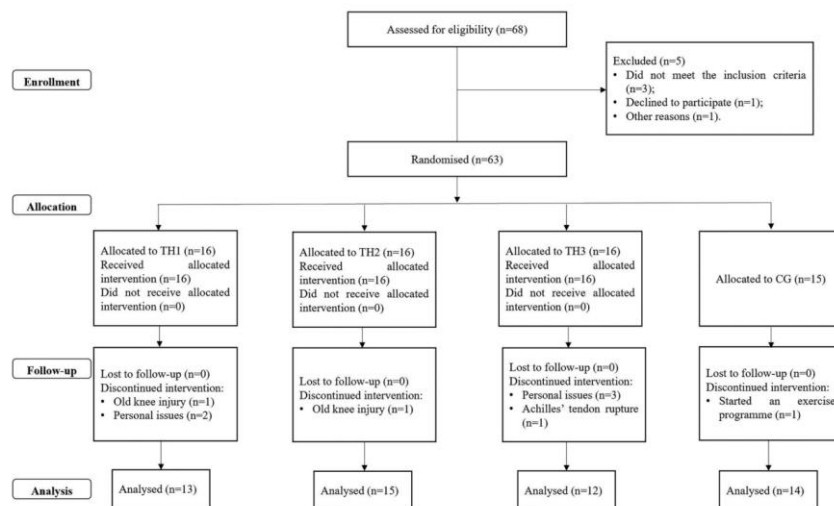 Assessed for eligibility (n=68)
Enrollment
Excluded (n=5)
• Did not meet the inclusion criteria
(n=3);
• Declined to participate (n=1);
• Other reasons (n=1).
Randomised (n=63)
Allocation
Allocated to TH1 (n=16)
Received allocated
intervention (n=16)
Did not receive allocated
intervention (n=0)
Allocated to TH2 (n=16)
Received allocated
intervention (n=16)
Did not receive allocated
intervention (n=0)
Allocated to TH3 (n=16)
Received allocated
intervention (n=16)
Did not receive allocated
intervention (n=0)
Allocated to CG (n=15)
Follow-up
Lost to follow-up (n=0)
Discontinued intervention:
• Old knee injury (n=1)
• Personal issues (n=2)
Lost to follow-up (n=0)
Discontinued intervention:
• Old knee injury (n=1)
Lost to follow-up (n=0)
Discontinued intervention:
• Personal issues (n=3)
• Achilles’ tendon rupture
(n=1)
Lost to follow-up (n=0)
Discontinued intervention:
• Started an exercise
programme (n=1)
Analysis
Analysed (n=13)
Analysed (n=15)
Analysed (n=12)
Analysed (n=14)